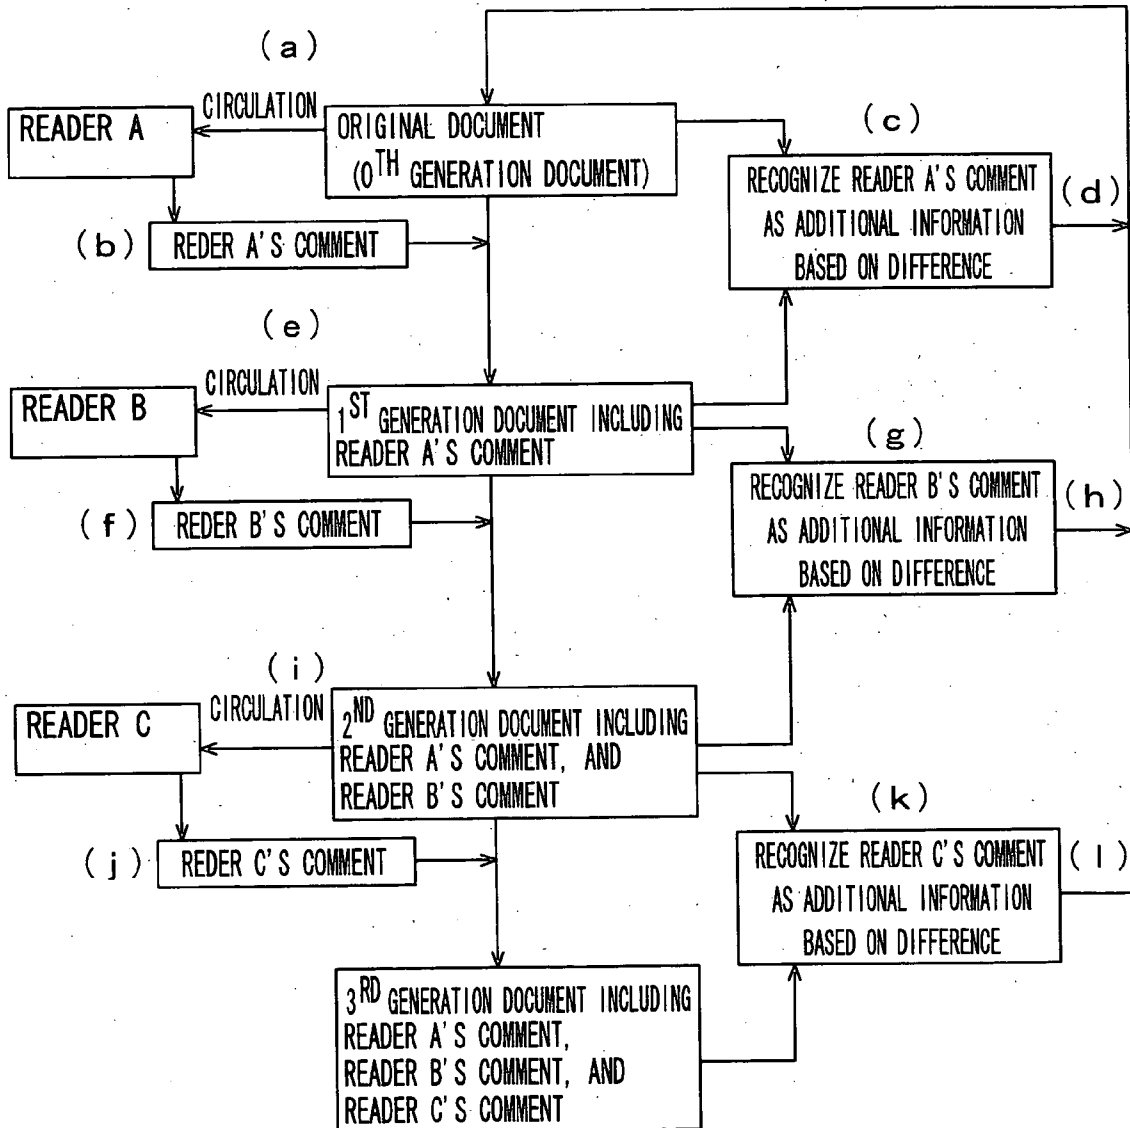 (a)
CIRCULATION
READER A
ORIGINAL DOCUMENT
(0TH GENERATION DOCUMENT)
(c)
RECOGNIZE READER A'S COMMENT
AS ADDITIONAL INFORMATION
BASED ON DIFFERENCE
(d)
(b)
REDER A'S COMMENT
(e)
CIRCULATION
READER B
1ST GENERATION DOCUMENT INCLUDING
READER A'S COMMENT
(g)
RECOGNIZE READER B'S COMMENT
AS ADDITIONAL INFORMATION
BASED ON DIFFERENCE
(h)
(f)
REDER B'S COMMENT
(i)
CIRCULATION
READER C
2ND GENERATION DOCUMENT INCLUDING
READER A'S COMMENT, AND
READER B'S COMMENT
(k)
RECOGNIZE READER C'S COMMENT
AS ADDITIONAL INFORMATION
BASED ON DIFFERENCE
(l)
(j)
REDER C'S COMMENT
3RD GENERATION DOCUMENT INCLUDING
READER A'S COMMENT,
READER B'S COMMENT, AND
READER C'S COMMENT